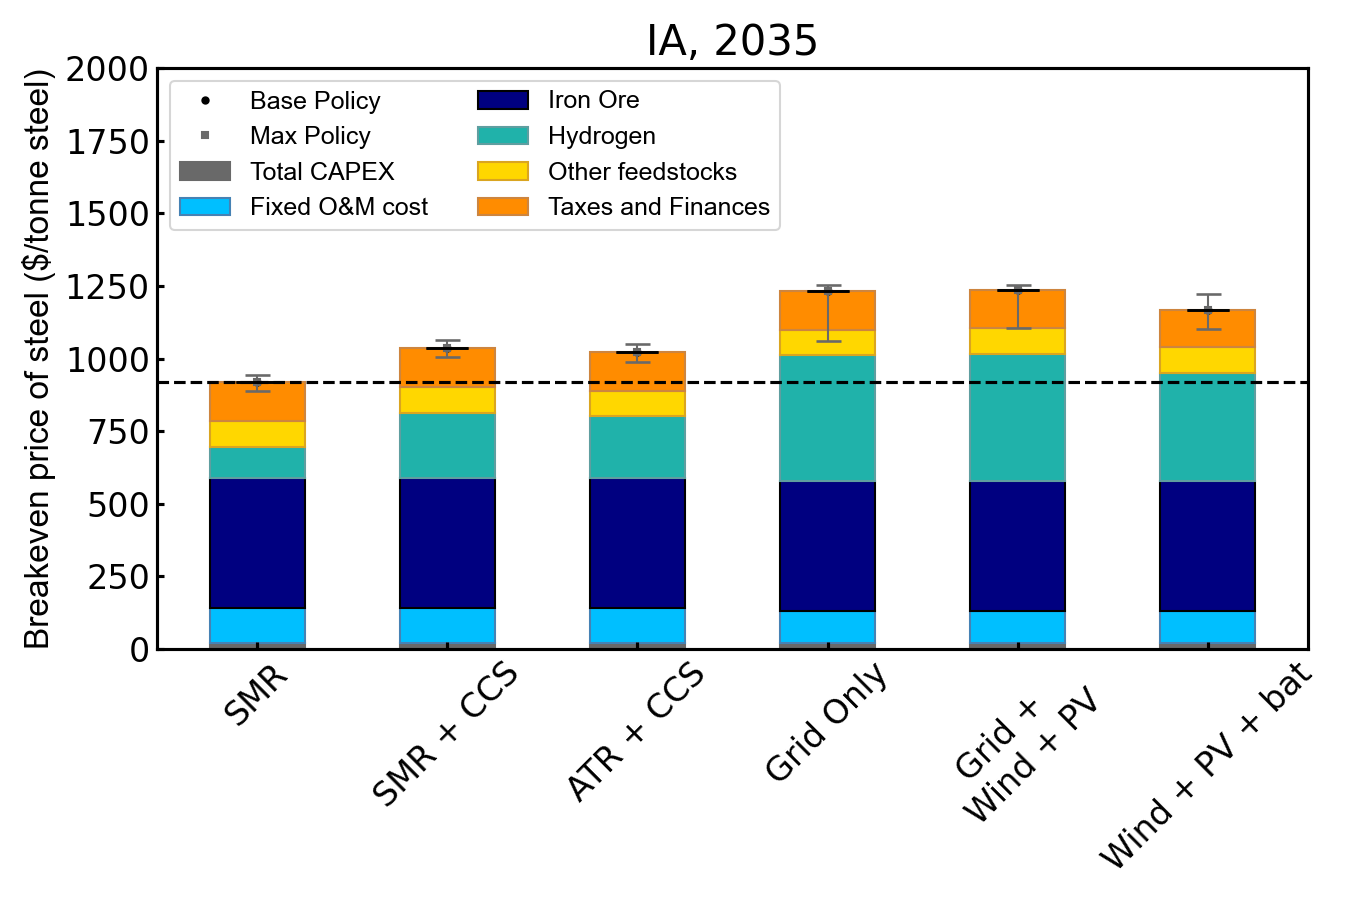 IA, 2035
Breakeven price of steel ($/tonne steel)
2000
1750
1500
1250
1000
750
500
250
0
Base Policy
Max Policy
Total CAPEX
Fixed O&M cost
Iron Ore
Hydrogen
Other feedstocks
Taxes and Finances
SMR
SMR + CCS
ATR + CCS
Grid Only
Grid +
Wind + PV
Wind + PV + bat